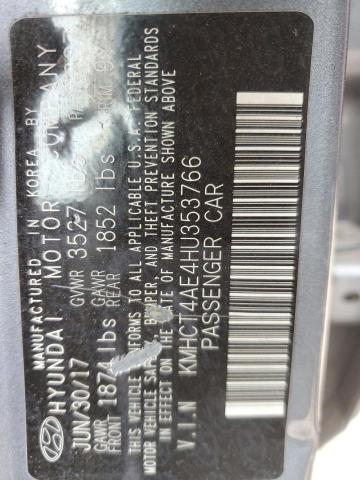 MANUFACTURED IN KOREA BY
HYUNDAI MOTOR COMPANY
JUN/30/17 GVWR 3527 lbs
GAWR FRONT 1874 lbs GAWR REAR 1852 lbs
THIS VEHICLE CONFORMS TO ALL APPLICABLE U.S.A. FEDERAL
MOTOR VEHICLE SAFETY, BUMPER, AND THEFT PREVENTION STANDARDS
IN EFFECT ON THE DATE OF MANUFACTURE SHOWN ABOVE
V.I.N KMHCT4AE4HU353766
PASSENGER CAR